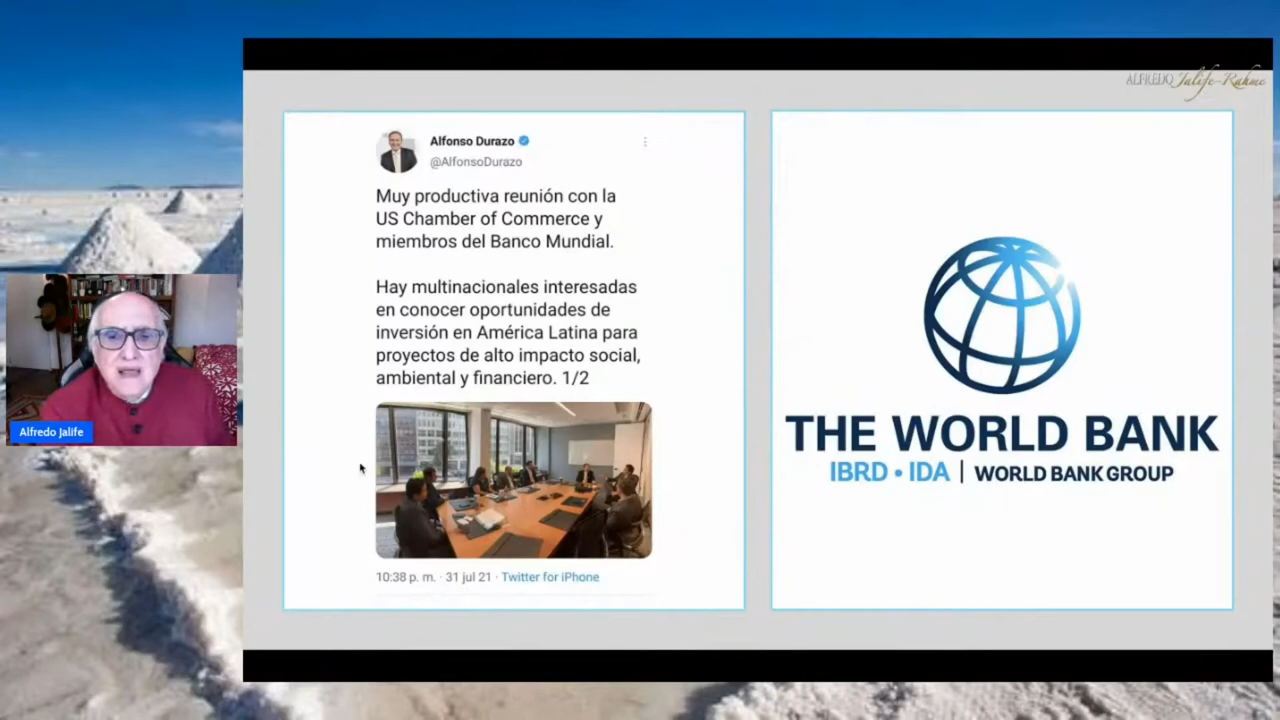 ALFREDO Jalife-Rahme
Alfonso Durazo
@AlfonsoDurazo
Muy productiva reunión con la
US Chamber of Commerce y
miembros del Banco Mundial.
Hay multinacionales interesadas
en conocer oportunidades de
inversión en América Latina para
proyectos de alto impacto social,
ambiental y financiero. 1/2
10:38 p. m. · 31 jul 21 · Twitter for iPhone
THE WORLD BANK
IBRD • IDA | WORLD BANK GROUP
Alfredo Jalife